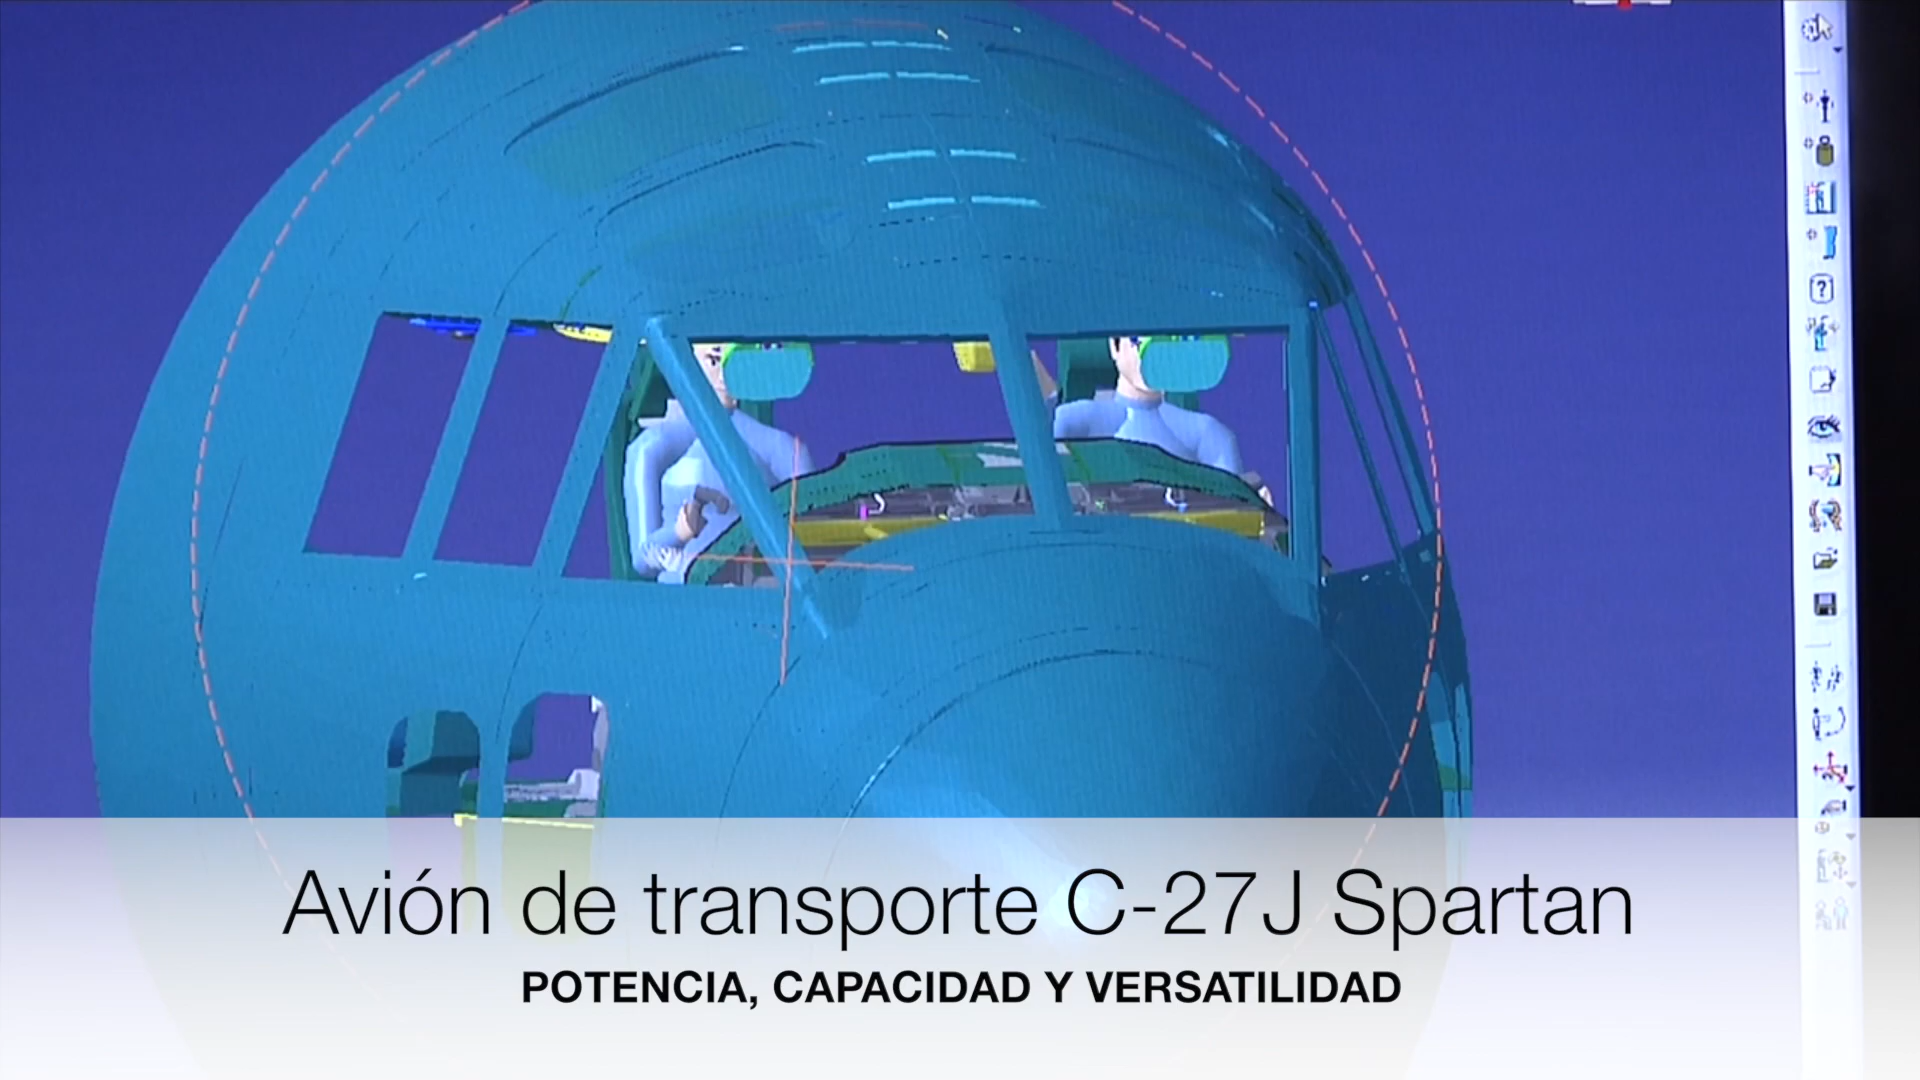 Avión de transporte C-27J Spartan
POTENCIA, CAPACIDAD Y VERSATILIDAD